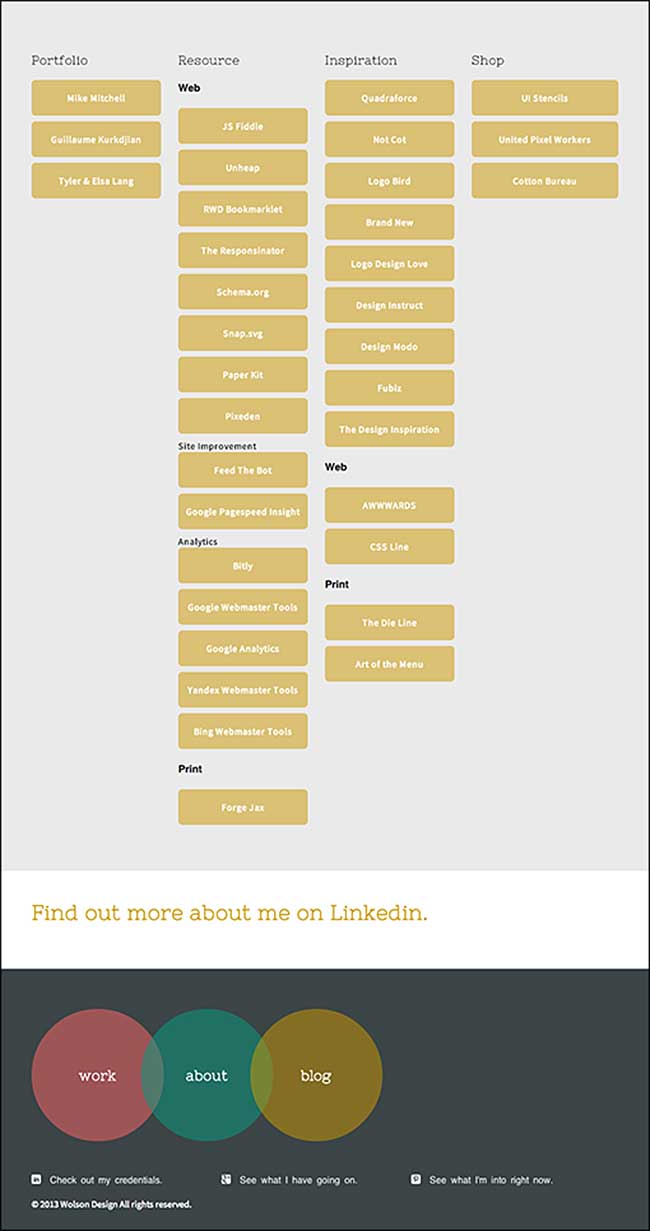 Portfolio
Mike Mitchell
Guillaume Kurkdjian
Tyler & Elsa Lang
Resource
Web
JS Fiddle
Unheap
RWD Bookmarklet
The Responsinator
Schema.org
Snap.svg
Paper Kit
Pixeden
Site Improvement
Feed The Bot
Google Pagespeed Insight
Analytics
Bitly
Google Webmaster Tools
Google Analytics
Yandex Webmaster Tools
Bing Webmaster Tools
Print
Forge Jax
Inspiration
Quadraforce
Not Cot
Logo Bird
Brand New
Logo Design Love
Design Instruct
Design Modo
Fubiz
The Design Inspiration
Web
AWWWARDS
CSS Line
Print
The Die Line
Art of the Menu
Shop
UI Stencils
United Pixel Workers
Cotton Bureau
Find out more about me on Linkedin.
work
about
blog
Check out my credentials.
See what I have going on.
See what I'm into right now.
© 2013 Wolson Design All rights reserved.